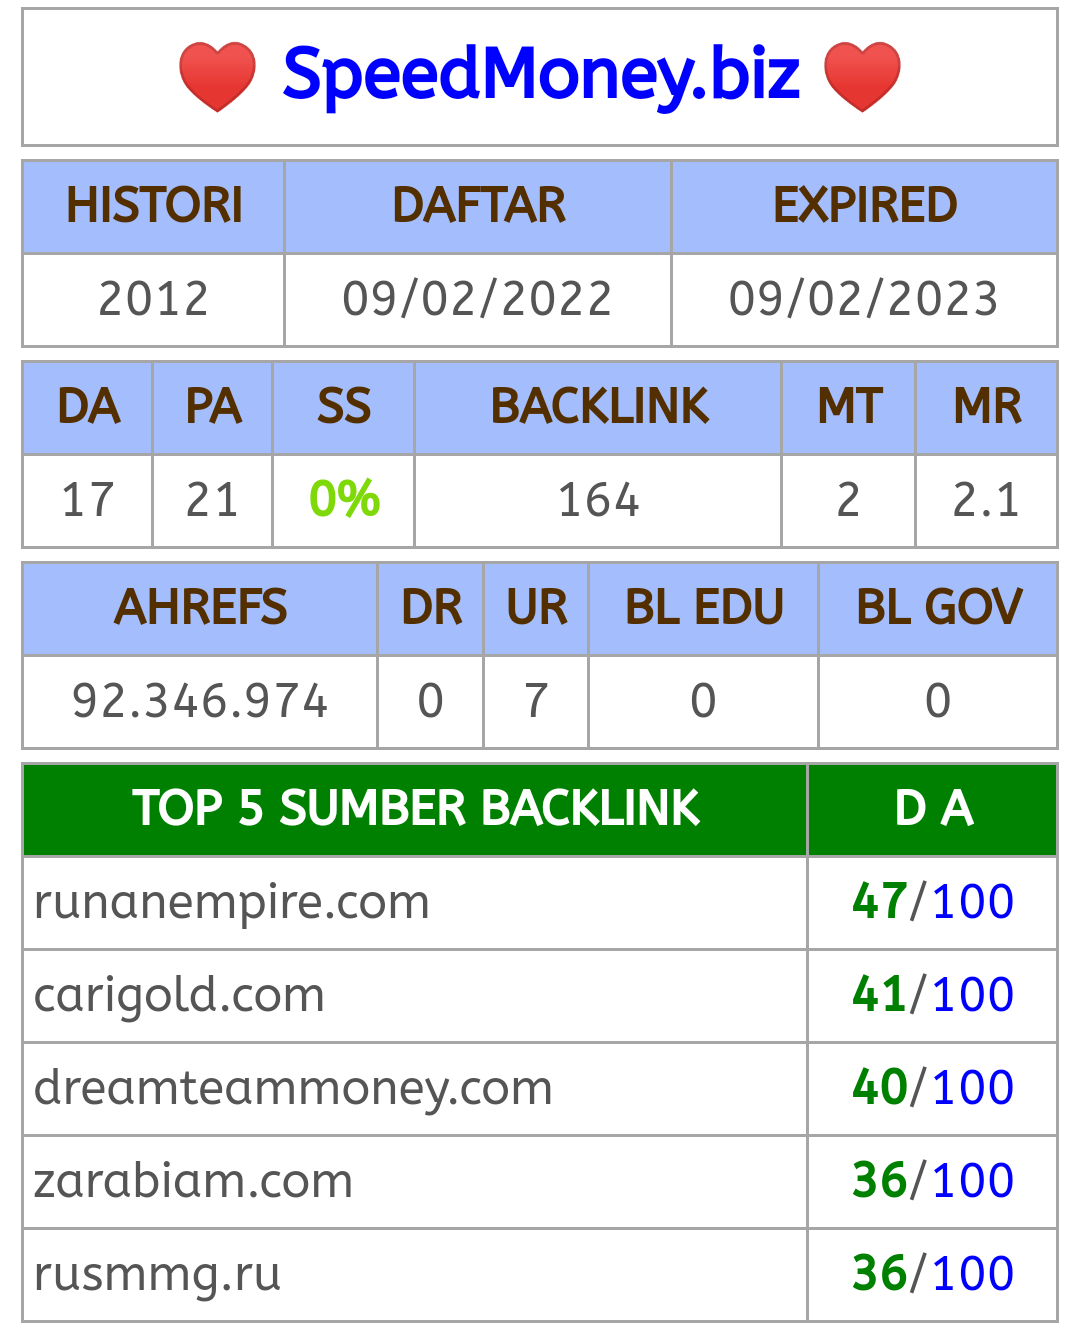 ❤️ SpeedMoney.biz ❤️
HISTORI DAFTAR EXPIRED
2012 09/02/2022 09/02/2023
DA PA SS BACKLINK MT MR
17 21 0% 164 2 2.1
AHREFS DR UR BL EDU BL GOV
92.346.974 0 7 0 0
TOP 5 SUMBER BACKLINK D A
runanempire.com 47/100
carigold.com 41/100
dreamteammoney.com 40/100
zarabiam.com 36/100
rusmmg.ru 36/100